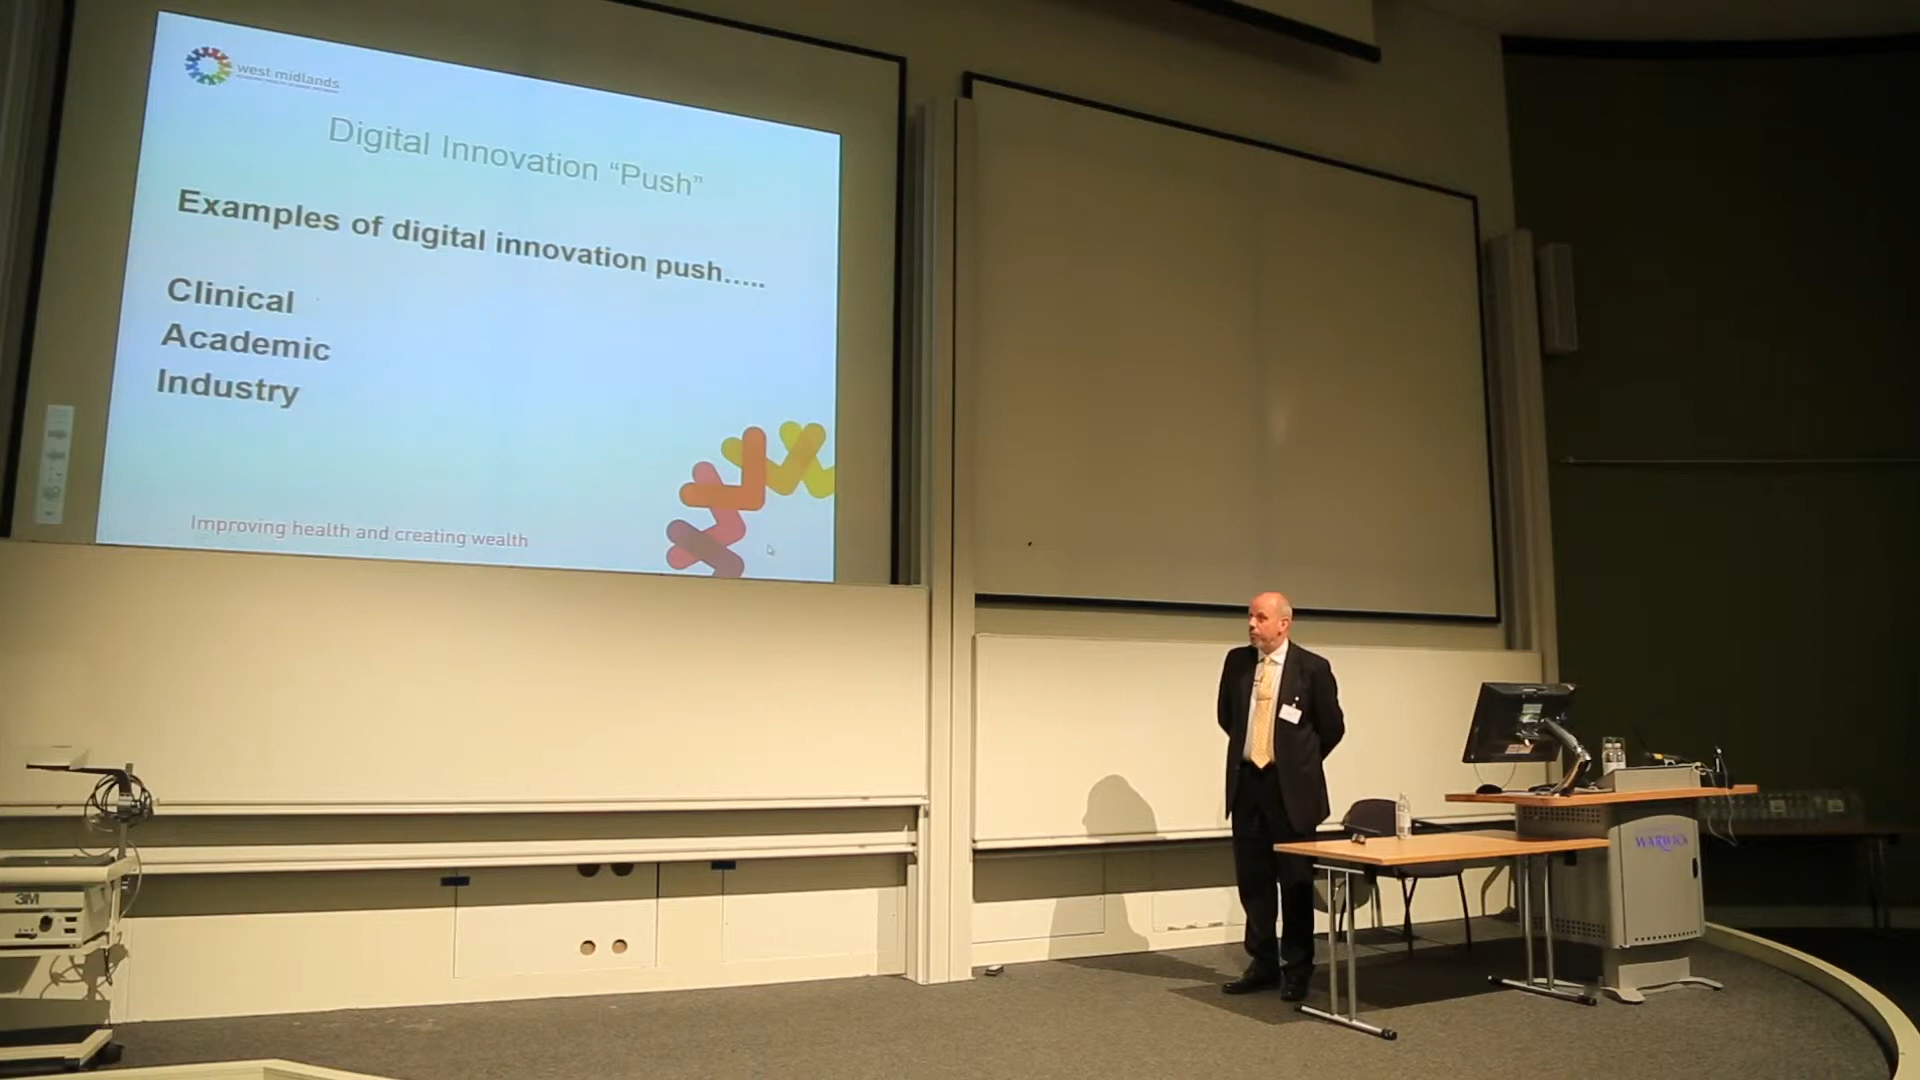 west midlands
Digital Innovation “Push”
Examples of digital innovation push…..
Clinical
Academic
Industry
Improving health and creating wealth
3M
WARWICK